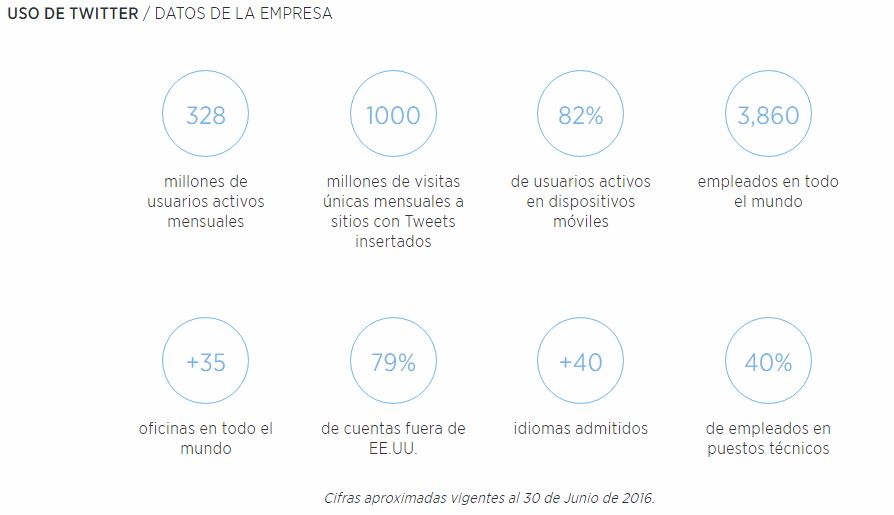 USO DE TWITTER / DATOS DE LA EMPRESA
328
millones de
usuarios activos
mensuales
1000
millones de visitas
únicas mensuales a
sitios con Tweets
insertados
82%
de usuarios activos
en dispositivos
móviles
3,860
empleados en todo
el mundo
+35
oficinas en todo el
mundo
79%
de cuentas fuera de
EE.UU.
+40
idiomas admitidos
40%
de empleados en
puestos técnicos
Cifras aproximadas vigentes al 30 de Junio de 2016.